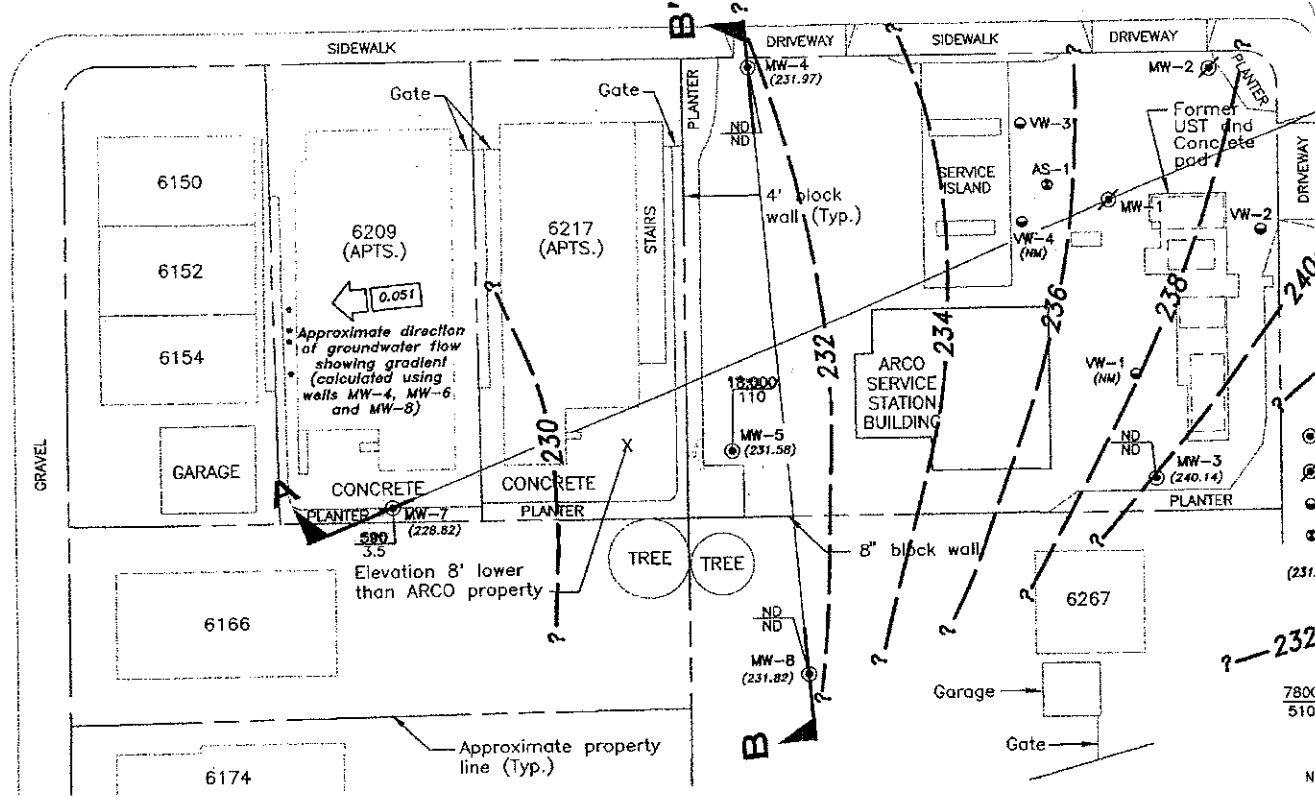 B'
?
?
?
?
SIDEWALK
DRIVEWAY
SIDEWALK
DRIVEWAY
MW-4
(231.97)
MW-2
PLANTER
Gate
Gate
PLANTER
ND
ND
VW-3
Former
UST and
Concrete
pad
DRIVEWAY
6150
SERVICE
ISLAND
AS-1
4' block
wall (Typ.)
MW-1
VW-2
6209
(APTS.)
6217
(APTS.)
STAIRS
VW-4
(NM)
6152
0.051
?
240
236
238
Approximate direction
of groundwater flow
showing gradient
(calculated using
wells MW-4, MW-6
and MW-8)
6154
232
234
ARCO
SERVICE
STATION
BUILDING
VW-1
(NM)
18,000
110
?
230
X
MW-5
(231.58)
ND
ND
MW-3
(240.14)
GRAVEL
GARAGE
A
CONCRETE
CONCRETE
PLANTER
PLANTER
MW-7
(228.82)
PLANTER
590
3.5
?
TREE
TREE
8" block wall
Elevation 8' lower
than ARCO property
(231.
?
6267
6166
ND
ND
?
?
?
MW-8
(231.82)
?
? 232
Garage
7800
510
B
Gate
Approximate property
line (Typ.)
6174
N